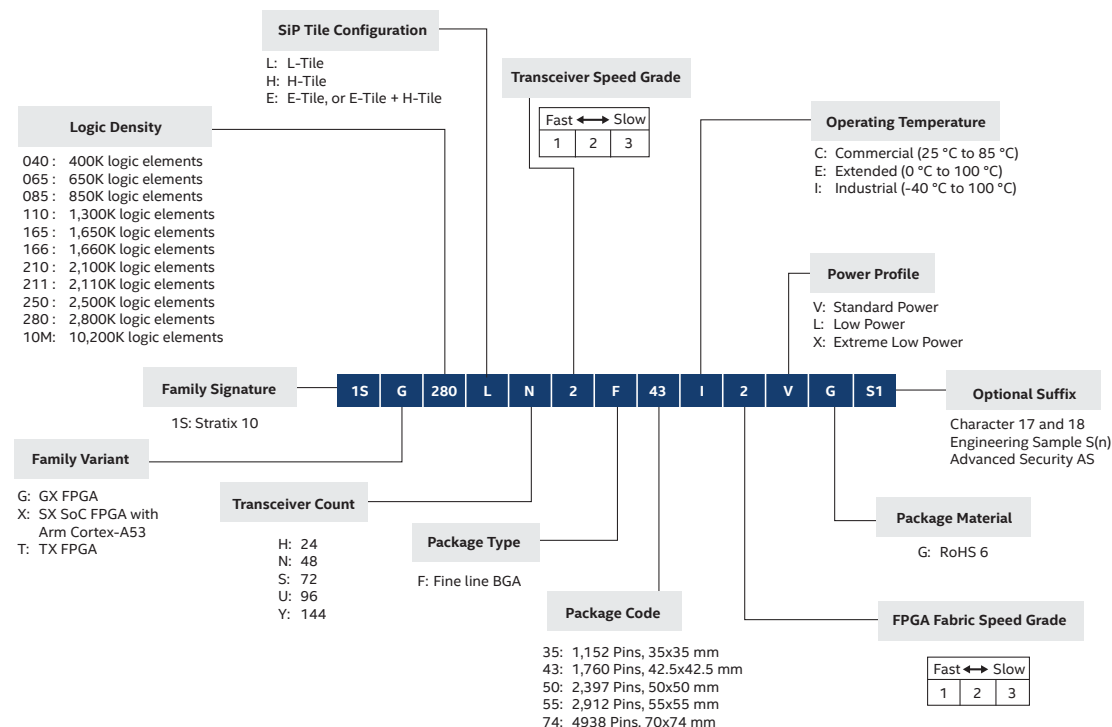 SiP Tile Configuration
L: L-Tile
H: H-Tile
E: E-Tile, or E-Tile + H-Tile
Transceiver Speed Grade
Fast ↔ Slow
1 2 3
Logic Density
040 : 400K logic elements
065 : 650K logic elements
085 : 850K logic elements
110 : 1,300K logic elements
165 : 1,650K logic elements
166 : 1,660K logic elements
210 : 2,100K logic elements
211 : 2,110K logic elements
250 : 2,500K logic elements
280 : 2,800K logic elements
10M: 10,200K logic elements
Operating Temperature
C: Commercial (25 °C to 85 °C)
E: Extended (0 °C to 100 °C)
I: Industrial (-40 °C to 100 °C)
Power Profile
V: Standard Power
L: Low Power
X: Extreme Low Power
Family Signature
1S: Stratix 10
1S G 280 L N 2 F 43 I 2 V G S1
Optional Suffix
Character 17 and 18
Engineering Sample S(n)
Advanced Security AS
Family Variant
G: GX FPGA
X: SX SoC FPGA with
Arm Cortex-A53
T: TX FPGA
Transceiver Count
H: 24
N: 48
S: 72
U: 96
Y: 144
Package Type
F: Fine line BGA
Package Code
35: 1,152 Pins, 35x35 mm
43: 1,760 Pins, 42.5x42.5 mm
50: 2,397 Pins, 50x50 mm
55: 2,912 Pins, 55x55 mm
74: 4938 Pins, 70x74 mm
Package Material
G: RoHS 6
FPGA Fabric Speed Grade
Fast ↔ Slow
1 2 3